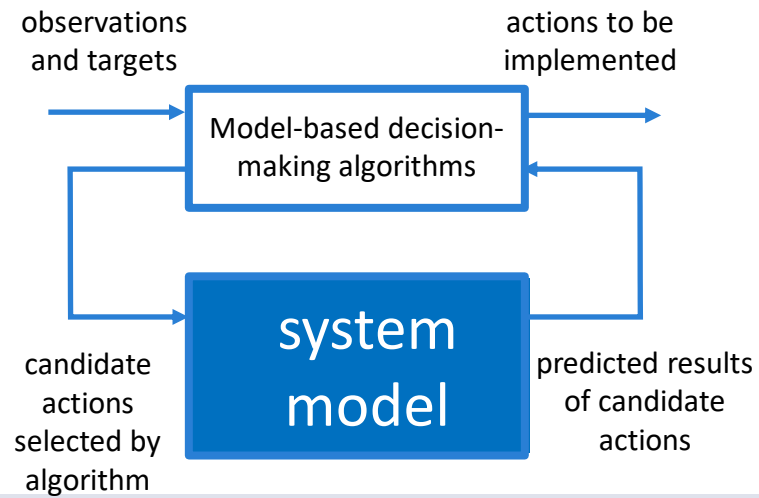 observations
and targets
actions to be
implemented
Model-based decision-
making algorithms
system
model
candidate
actions
selected by
algorithm
predicted results
of candidate
actions